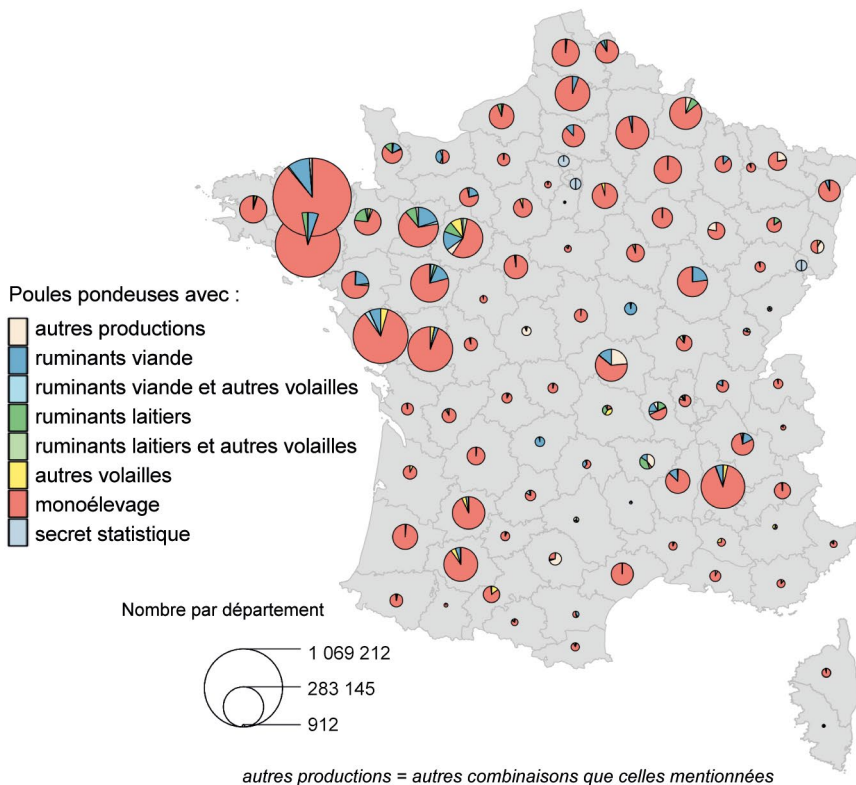 Poules pondeuses avec :
autres productions
ruminants viande
ruminants viande et autres volailles
ruminants laitiers
ruminants laitiers et autres volailles
autres volailles
monoélevage
secret statistique
Nombre par département
1 069 212
283 145
912
autres productions = autres combinaisons que celles mentionnées